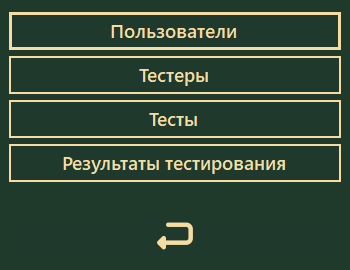 Пользователи
Тестеры
Тесты
Результаты тестирования